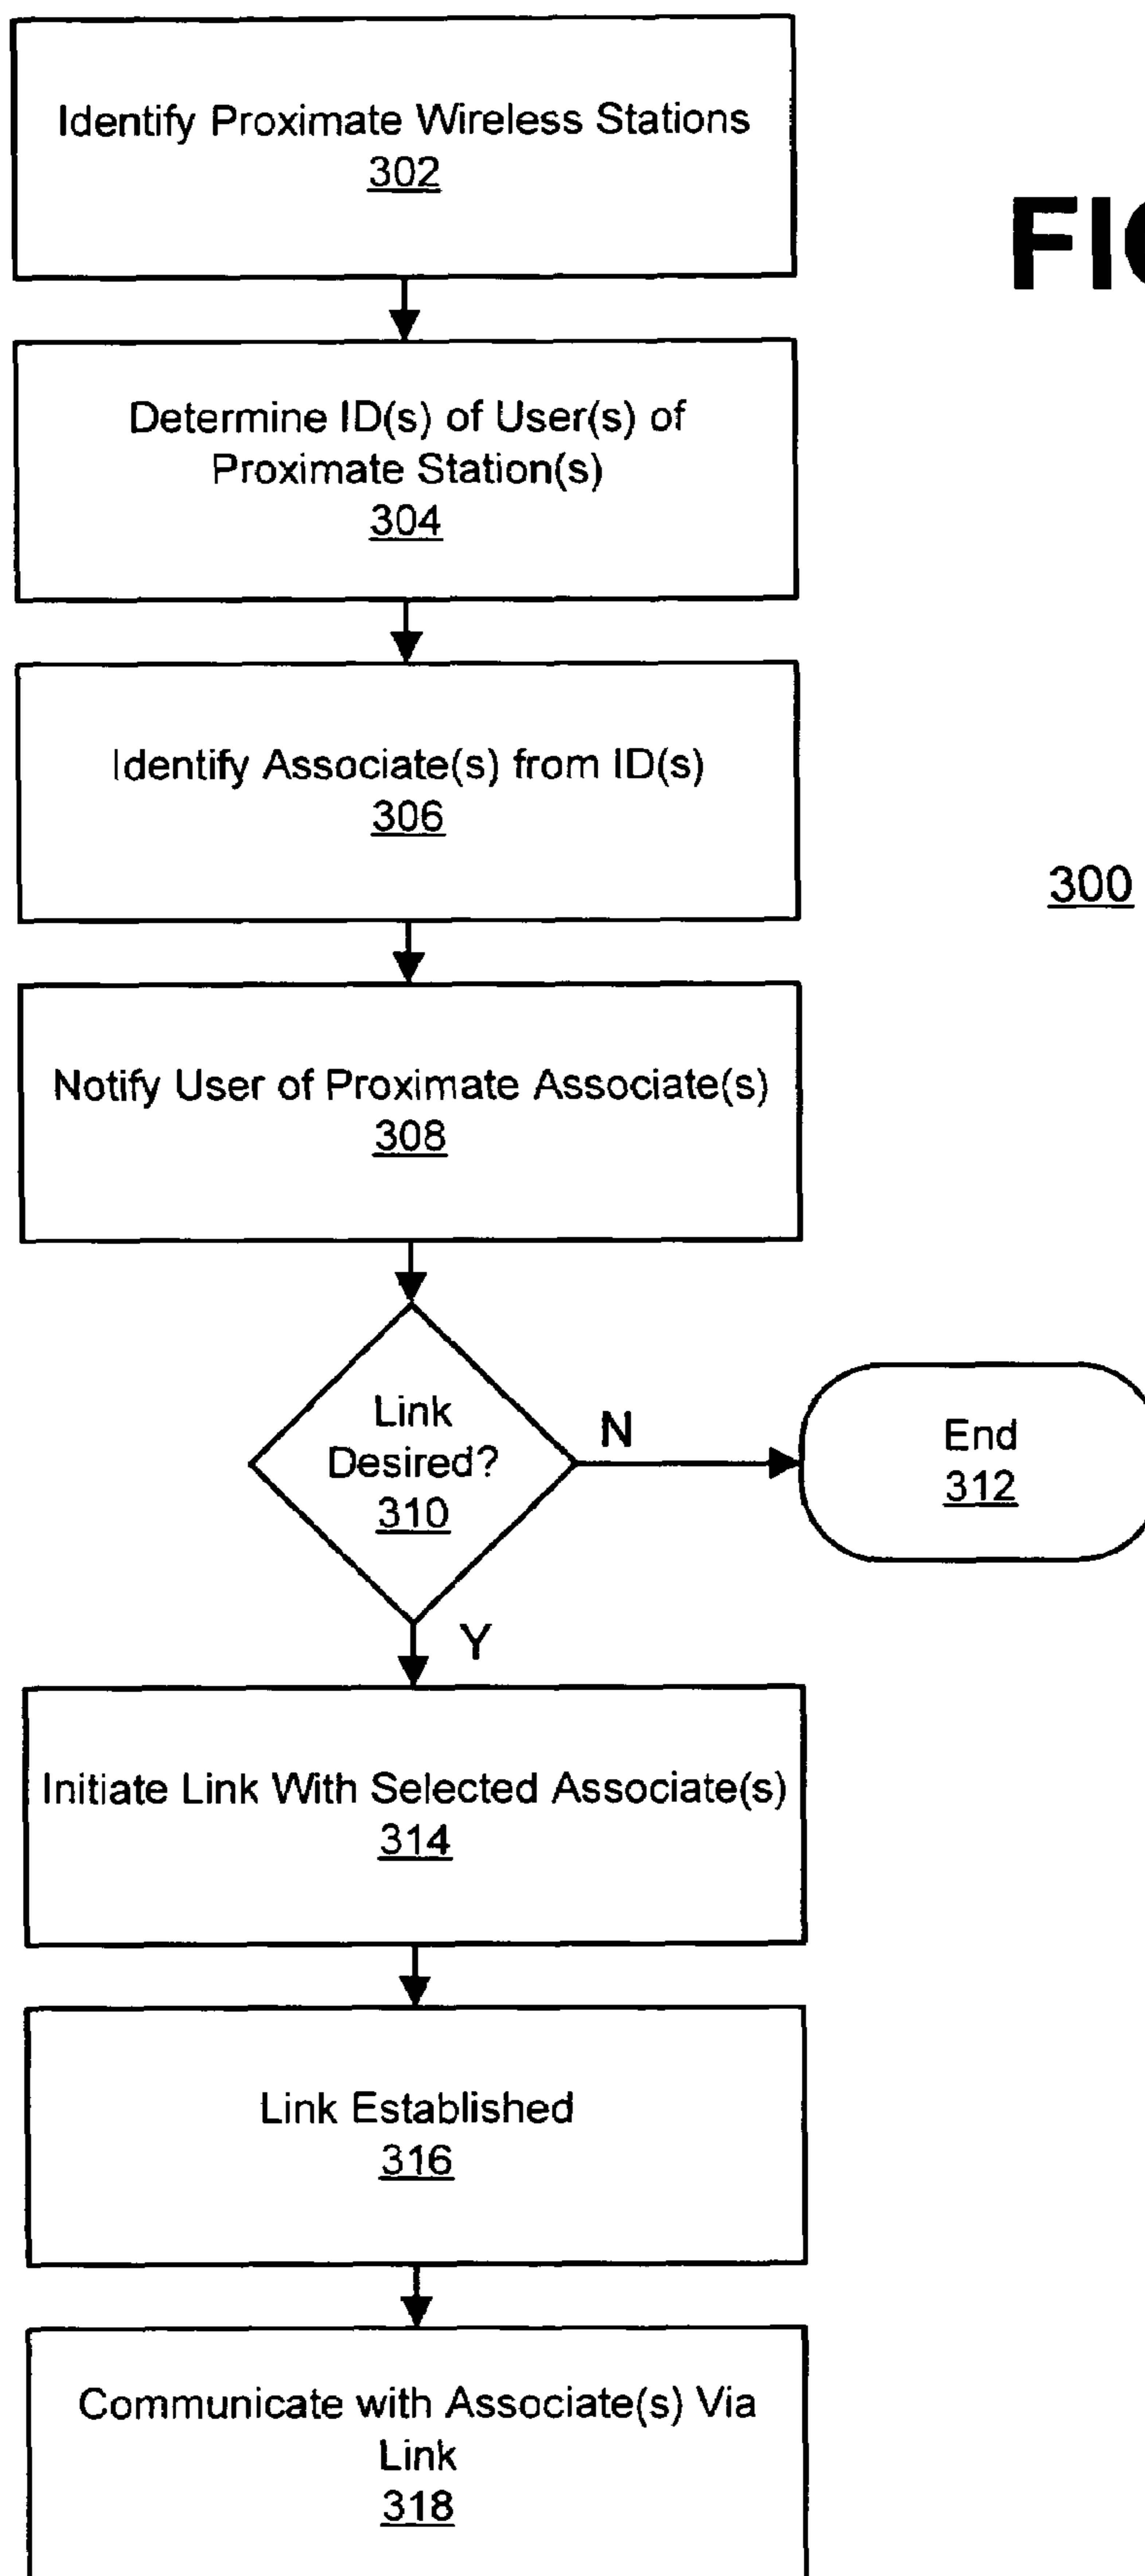 Identify Proximate Wireless Stations
302
Determine ID(s) of User(s) of
Proximate Station(s)
304
Identify Associate(s) from ID(s)
306
300
Notify User of Proximate Associate(s)
308
Link
Desired?
310
N
End
312
Y
Initiate Link With Selected Associate(s)
314
Link Established
316
Communicate with Associate(s) Via
Link
318